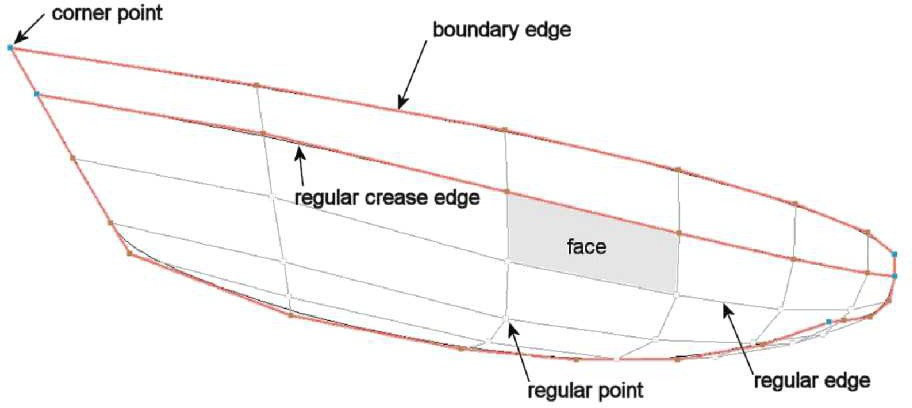 corner point
boundary edge
regular crease edge
face
regular point
regular edge